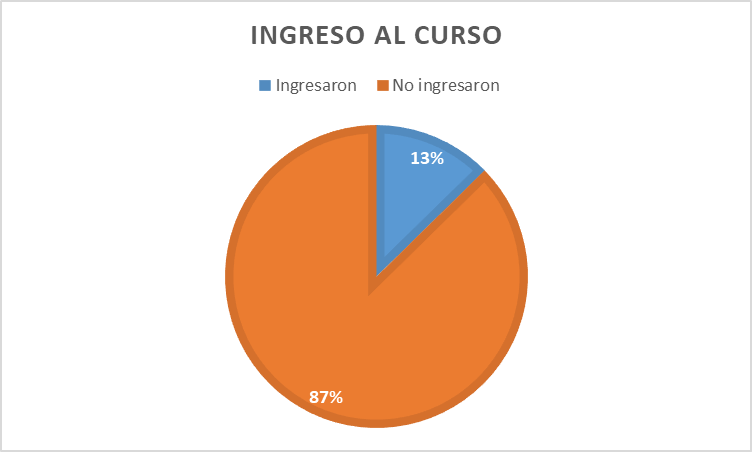 INGRESO AL CURSO
Ingresaron No ingresaron
13%
87%